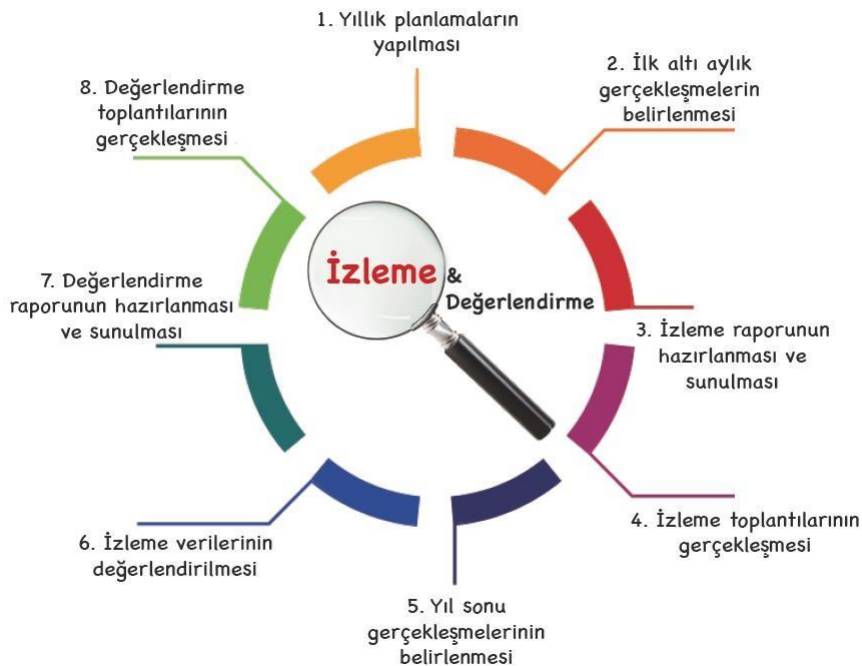 1. Yıllık planlamaların
yapılması
2. İlk altı aylık
gerçekleşmelerin
belirlenmesi
3. İzleme raporunun
hazırlanması ve
sunulması
4. İzleme toplantılarının
gerçekleşmesi
5. Yıl sonu
gerçekleşmelerinin
belirlenmesi
6. İzleme verilerinin
değerlendirilmesi
7. Değerlendirme
raporunun hazırlanması
ve sunulması
8. Değerlendirme
toplantılarının
gerçekleşmesi
İzleme &
Değerlendirme